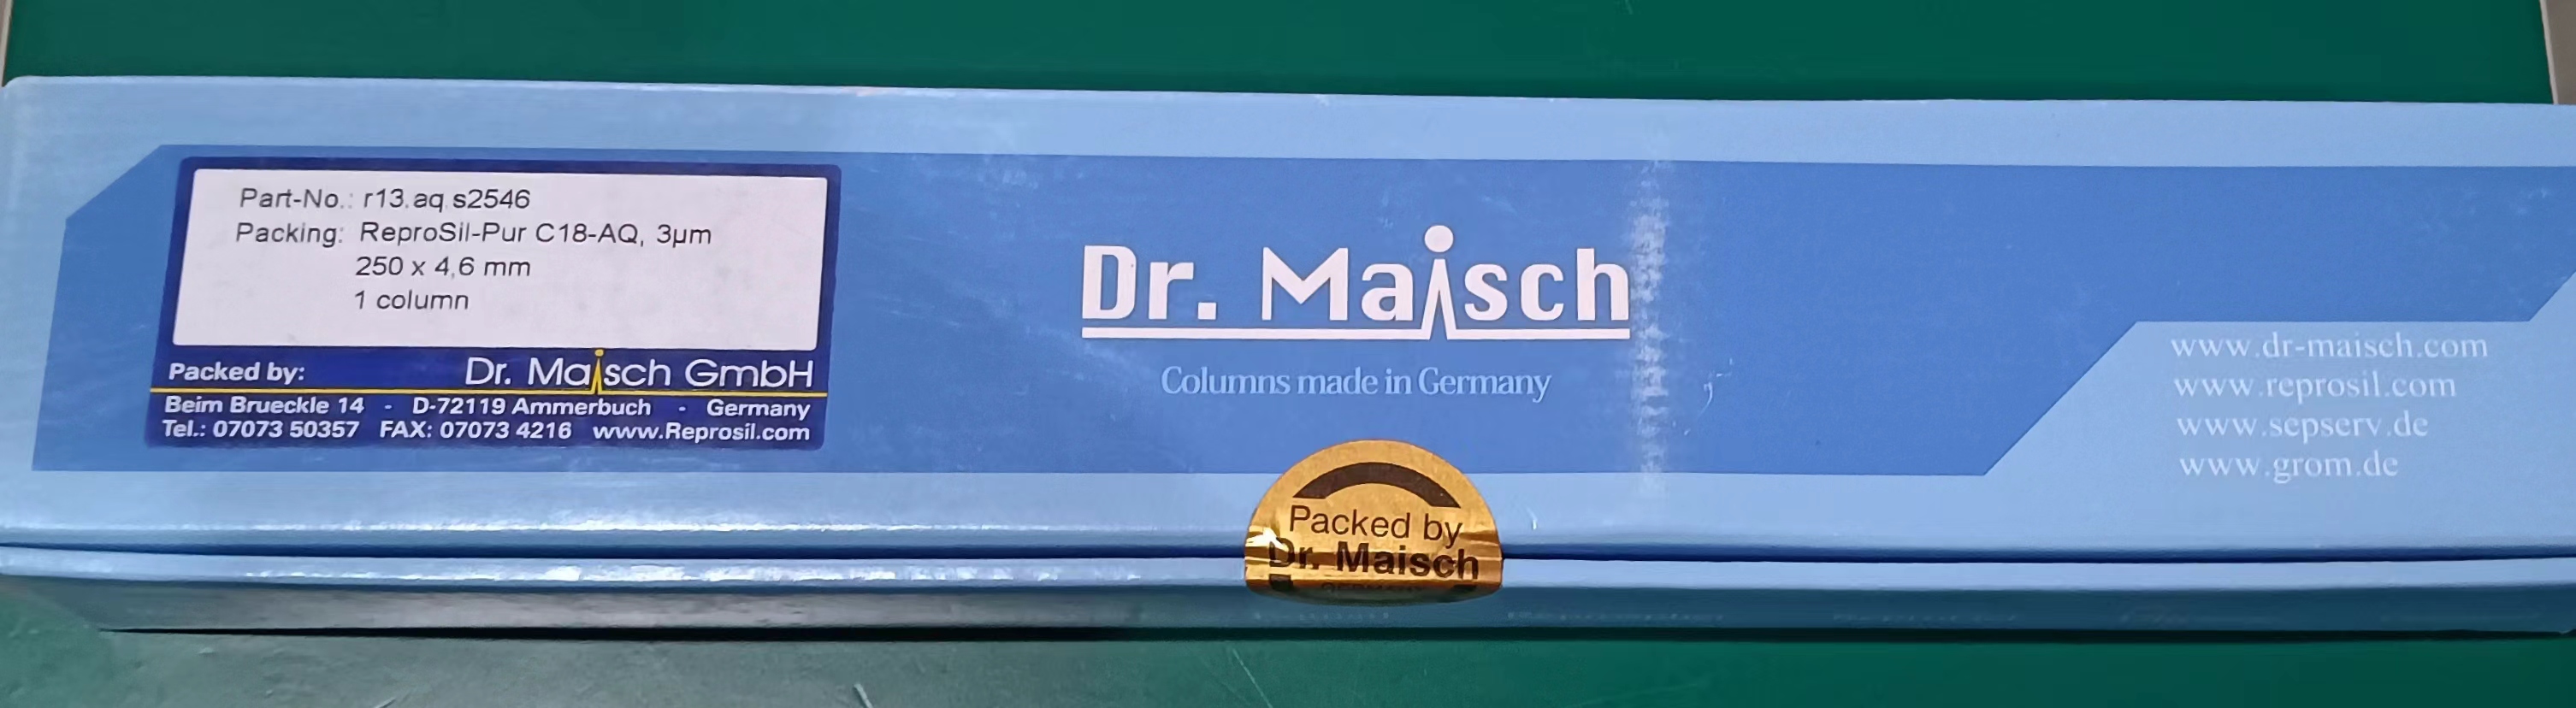 Part-No.: r13.aq.s2546
Packing: ReproSil-Pur C18-AQ, 3µm
250 x 4,6 mm
1 column
Packed by: Dr. Maisch GmbH
Beim Brueckle 14 - D-72119 Ammerbuch - Germany
Tel.: 07073 50357 FAX: 07073 4216 www.Reprosil.com
Dr. Maisch
Columns made in Germany
www.dr-maisch.com
www.reprosil.com
www.sepserv.de
www.grom.de
Packed by
Dr. Maisch